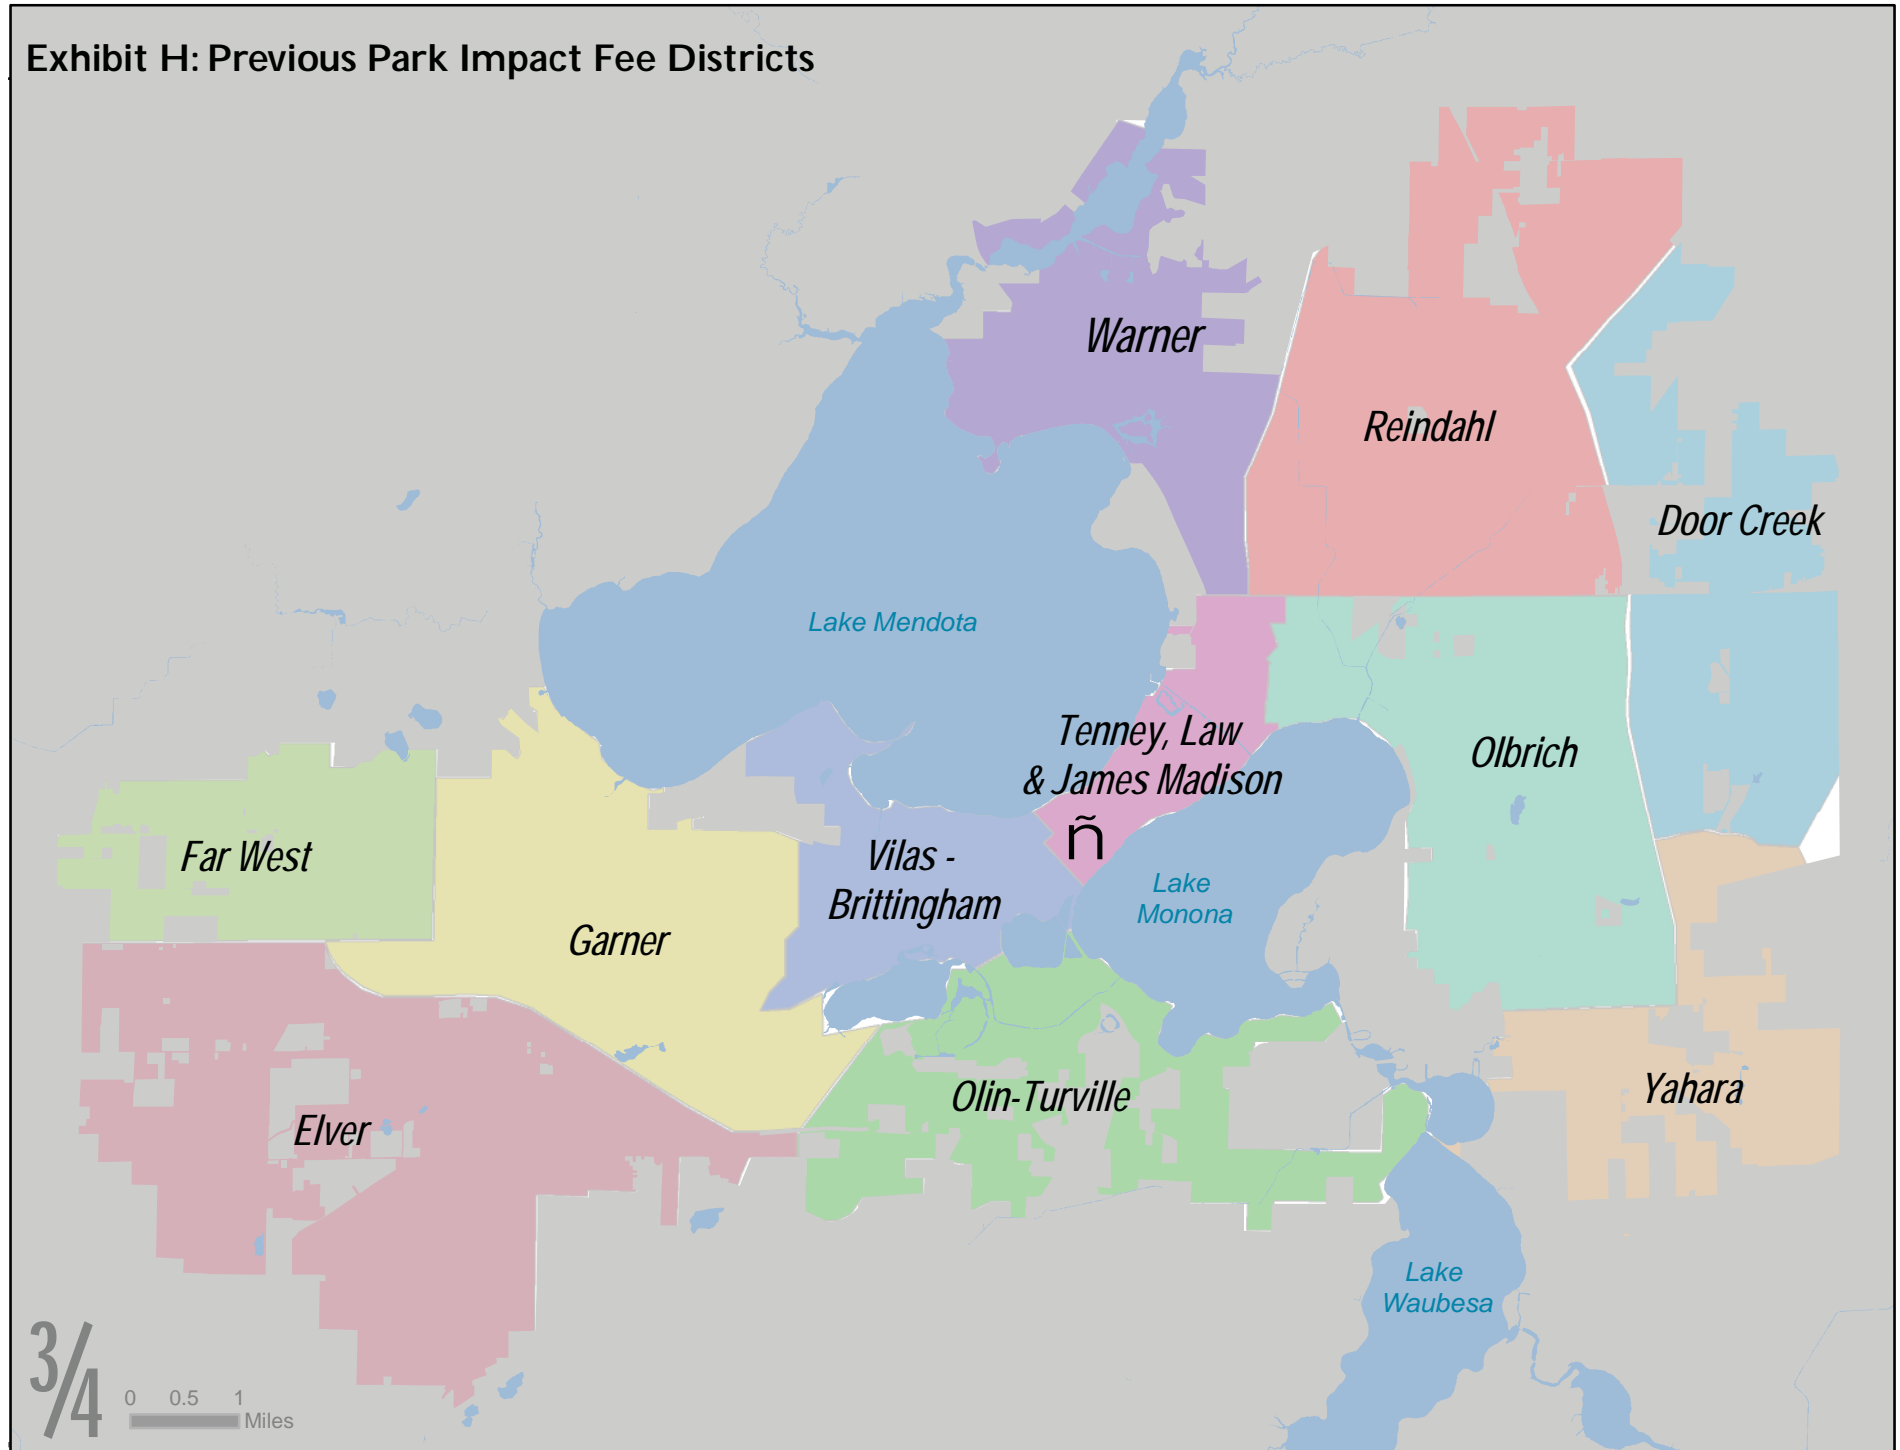 Exhibit H: Previous Park Impact Fee Districts
Warner
Reindahl
Door Creek
Lake Mendota
Tenney, Law
& James Madison
ñ
Olbrich
Far West
Vilas -
Brittingham
Lake
Monona
Garner
Olin-Turville
Yahara
Elver
Lake
Waubesa
3/4
0 0.5 1
Miles